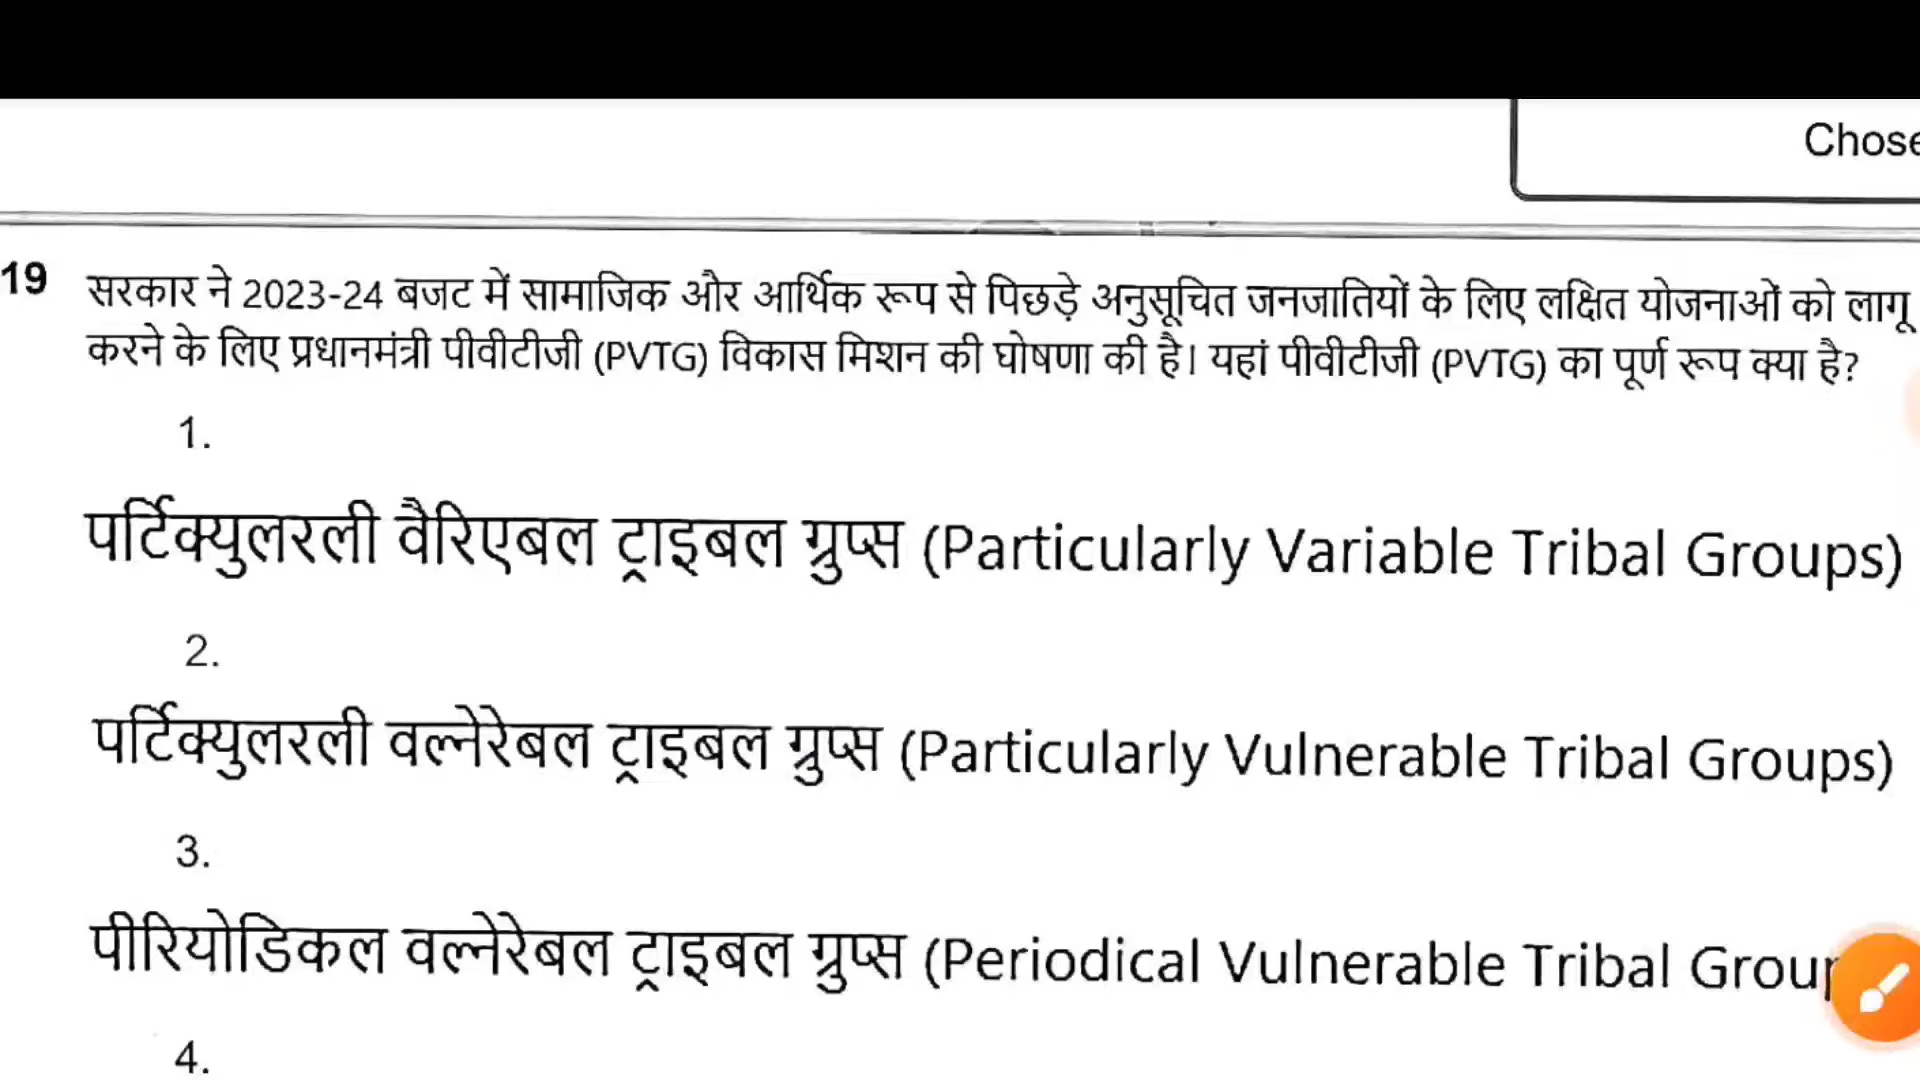 Chose
19 सरकार ने 2023-24 बजट में सामाजिक और आर्थिक रूप से पिछड़े अनुसूचित जनजातियों के लिए लक्षित योजनाओं को लागू
करने के लिए प्रधानमंत्री पीवीटीजी (PVTG) विकास मिशन की घोषणा की है। यहां पीवीटीजी (PVTG) का पूर्ण रूप क्या है?
1.
पर्टिक्युलरली वैरिएबल ट्राइबल ग्रुप्स (Particularly Variable Tribal Groups)
2.
पर्टिक्युलरली वल्नेरेबल ट्राइबल ग्रुप्स (Particularly Vulnerable Tribal Groups)
3.
पीरियोडिकल वल्नेरेबल ट्राइबल ग्रुप्स (Periodical Vulnerable Tribal Group
4.